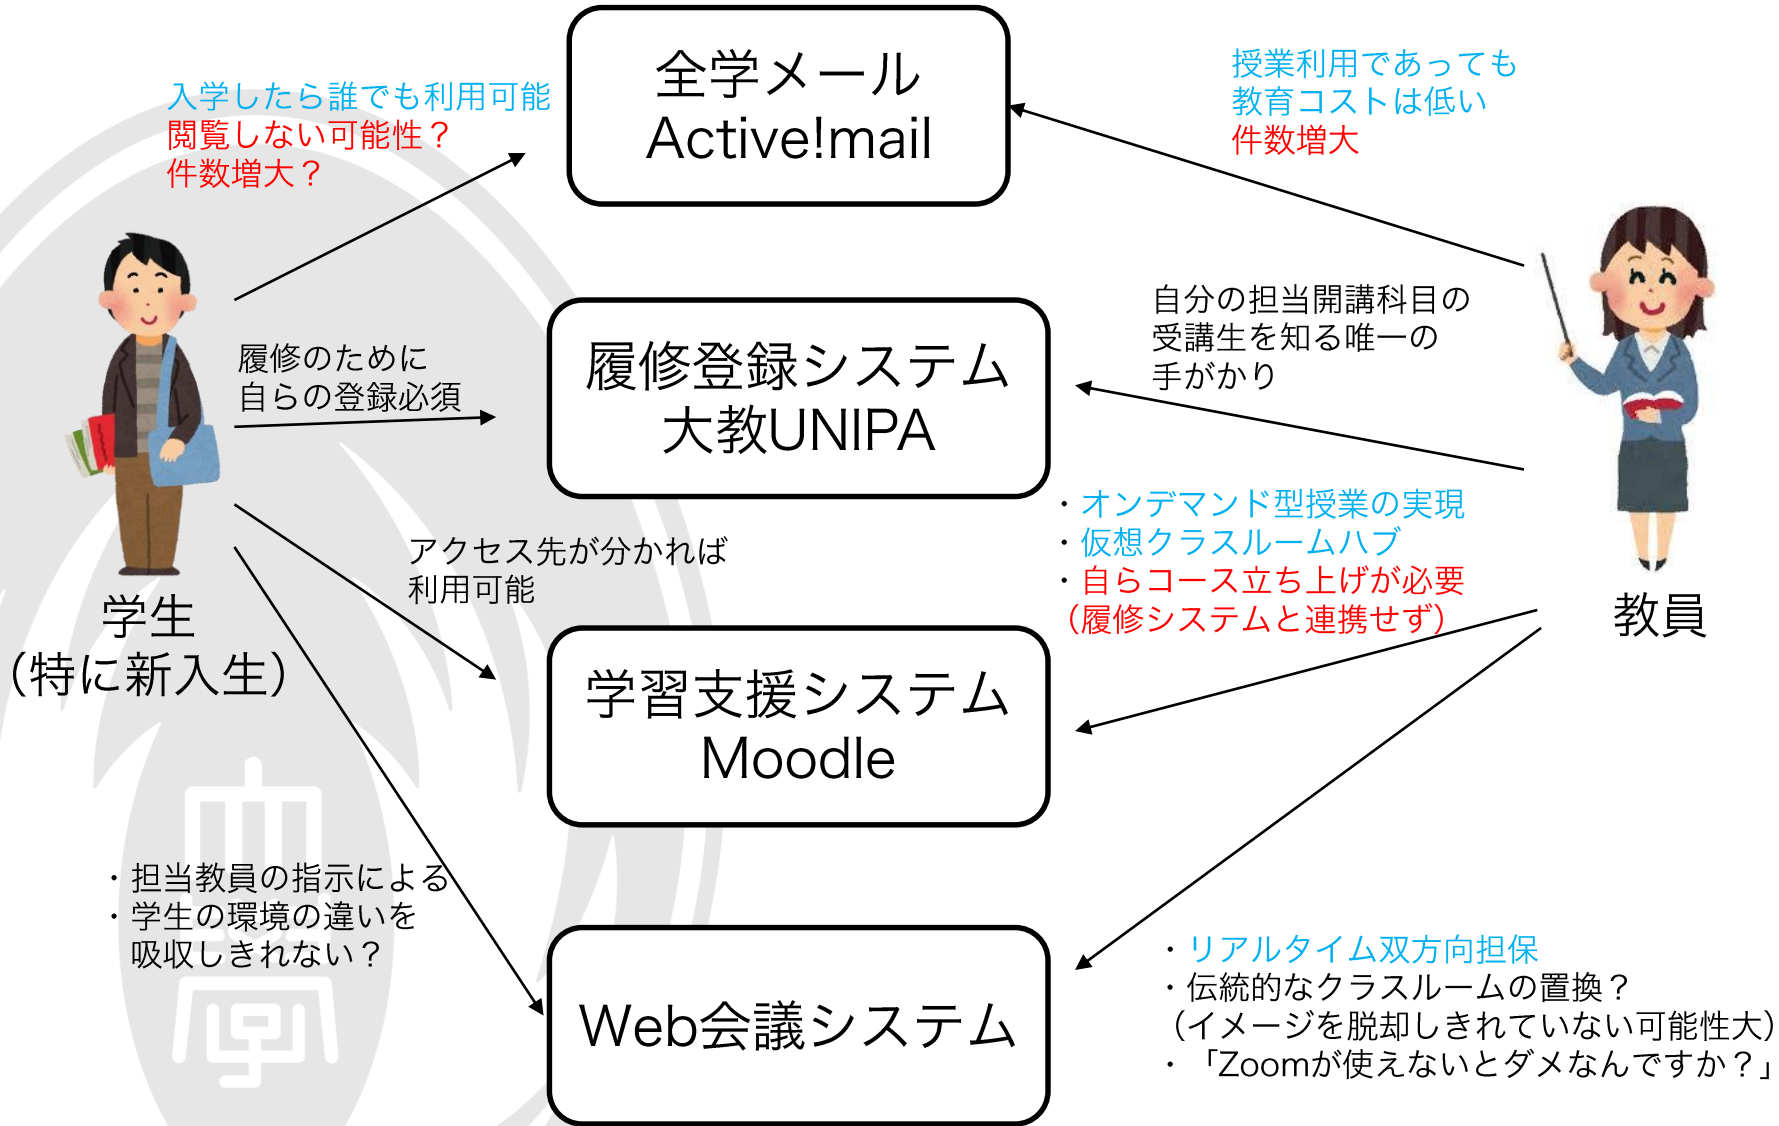 全学メール
Active!mail
入学したら誰でも利用可能
閲覧しない可能性？
件数増大？
授業利用であっても
教育コストは低い
件数増大
履修登録システム
大教UNIPA
履修のために
自らの登録必須
自分の担当開講科目の
受講生を知る唯一の
手がかり
アクセス先が分かれば
利用可能
・オンデマンド型授業の実現
・仮想クラスルームハブ
・自らコース立ち上げが必要
（履修システムと連携せず）
学生
（特に新入生）
教員
学習支援システム
Moodle
・担当教員の指示による
・学生の環境の違いを
吸収しきれない？
Web会議システム
・リアルタイム双方向担保
・伝統的なクラスルームの置換？
（イメージを脱却しきれていない可能性大）
・「Zoomが使えないとダメなんですか？」
大学